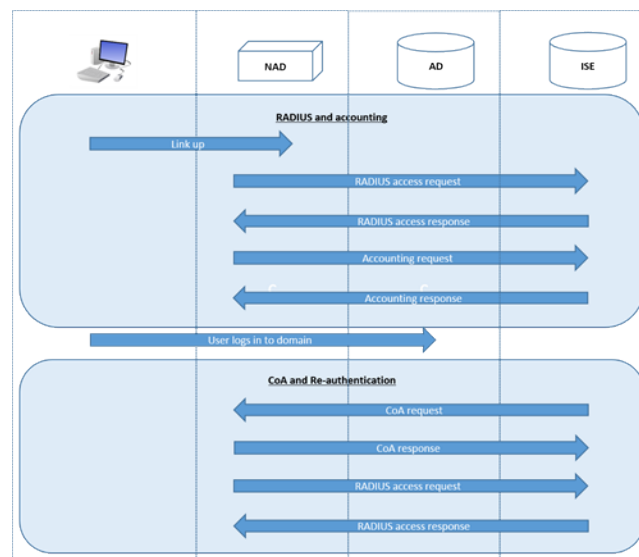 NAD
AD
ISE
RADIUS and accounting
Link up
RADIUS access request
RADIUS access response
Accounting request
C C
Accounting response
User logs in to domain
CoA and Re-authentication
CoA request
CoA response
RADIUS access request
RADIUS access response